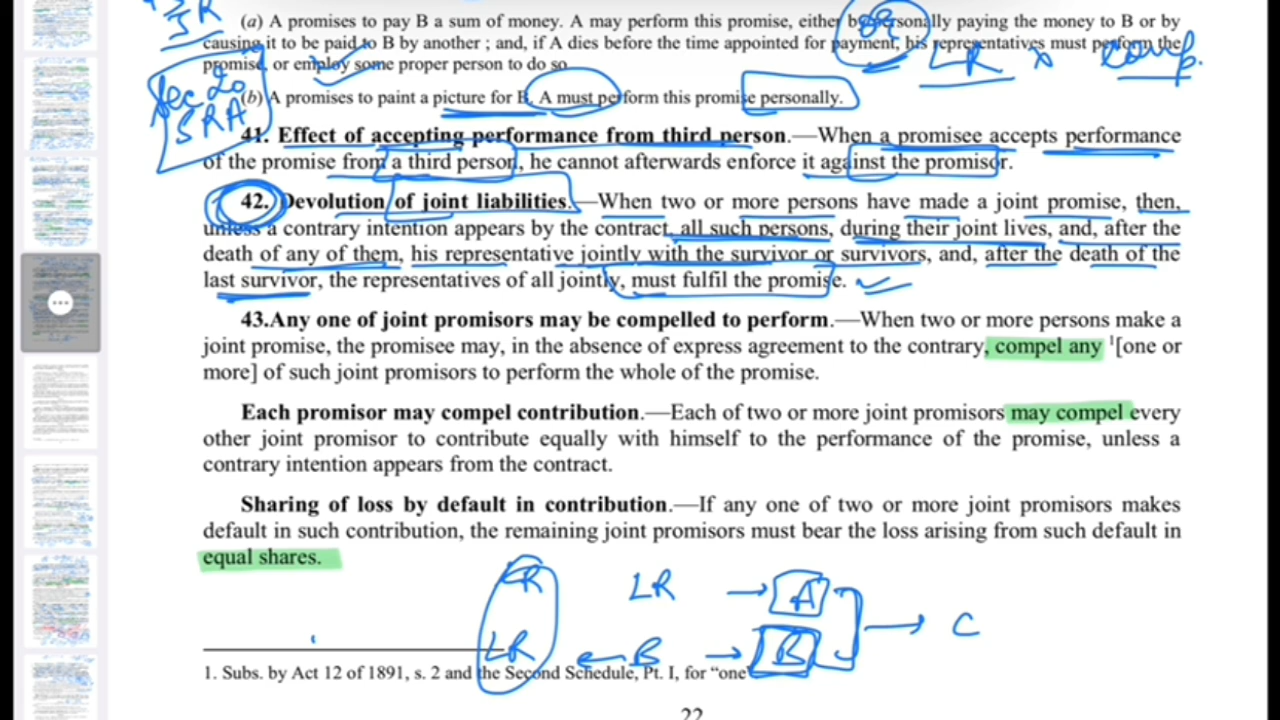 (a) A promises to pay B a sum of money. A may perform this promise, either by personally paying the money to B or by
causing it to be paid to B by another ; and, if A dies before the time appointed for payment, his representatives must perform the
promise, or employ some proper person to do so
LR × comp.
Sec 20
SRA
(b) A promises to paint a picture for B. A must perform this promise personally.
41. Effect of accepting performance from third person.—When a promisee accepts performance
of the promise from a third person, he cannot afterwards enforce it against the promisor.
42. Devolution of joint liabilities.—When two or more persons have made a joint promise, then,
unless a contrary intention appears by the contract, all such persons, during their joint lives, and, after the
death of any of them, his representative jointly with the survivor or survivors, and, after the death of the
last survivor, the representatives of all jointly, must fulfil the promise.
43.Any one of joint promisors may be compelled to perform.—When two or more persons make a
joint promise, the promisee may, in the absence of express agreement to the contrary, compel any ¹[one or
more] of such joint promisors to perform the whole of the promise.
Each promisor may compel contribution.—Each of two or more joint promisors may compel every
other joint promisor to contribute equally with himself to the performance of the promise, unless a
contrary intention appears from the contract.
Sharing of loss by default in contribution.—If any one of two or more joint promisors makes
default in such contribution, the remaining joint promisors must bear the loss arising from such default in
equal shares.
LR LR → A → C
LR ← B → B
1. Subs. by Act 12 of 1891, s. 2 and the Second Schedule, Pt. I, for “one”
22